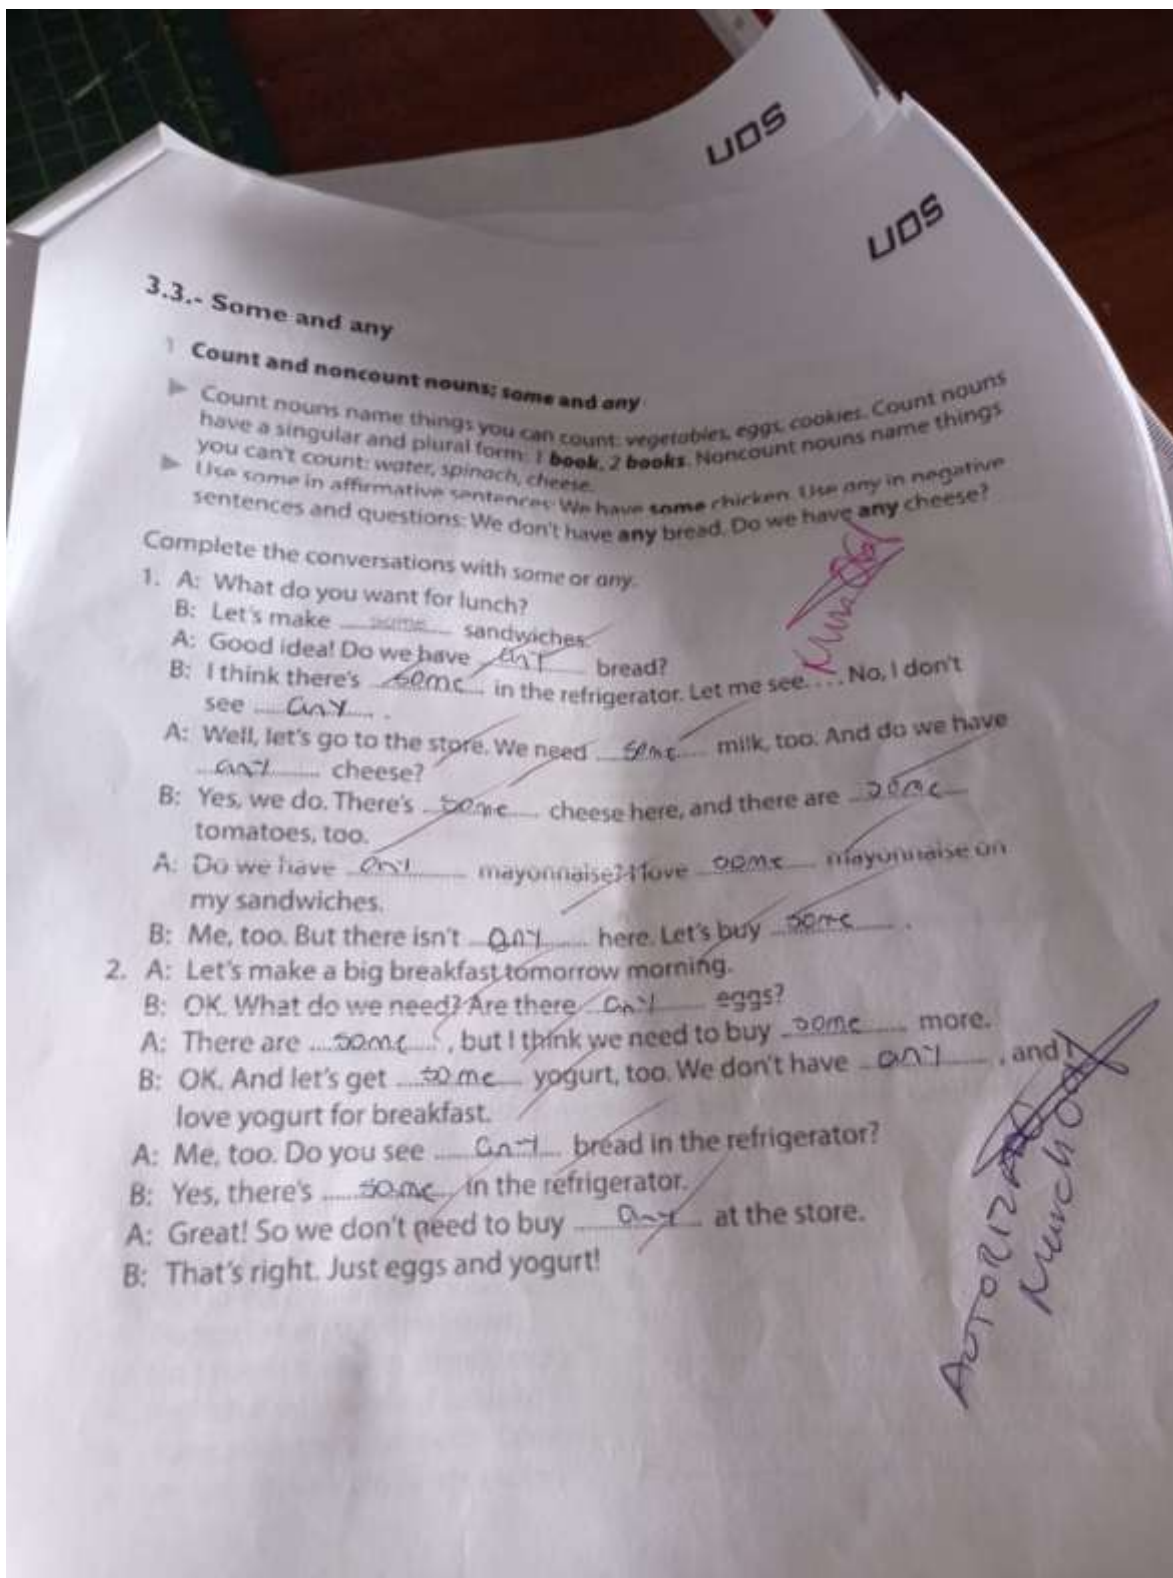 UDS
UDS
3.3.- Some and any
1 Count and noncount nouns; some and any
Count nouns name things you can count: vegetables, eggs, cookies. Count nouns
have a singular and plural form: 1 book, 2 books. Noncount nouns name things
you can't count: water, spinach, cheese.
Use some in affirmative sentences: We have some chicken. Use any in negative
sentences and questions: We don't have any bread. Do we have any cheese?
Complete the conversations with some or any.
1. A: What do you want for lunch?
B: Let's make some sandwiches.
A: Good idea! Do we have any bread?
B: I think there's some in the refrigerator. Let me see. . . . No, I don't
see any .
A: Well, let's go to the store. We need some milk, too. And do we have
any cheese?
B: Yes, we do. There's some cheese here, and there are some
tomatoes, too.
A: Do we have any mayonnaise? I love some mayonnaise on
my sandwiches.
B: Me, too. But there isn't any here. Let's buy some .
2. A: Let's make a big breakfast tomorrow morning.
B: OK. What do we need? Are there any eggs?
A: There are some , but I think we need to buy some more.
B: OK. And let's get some yogurt, too. We don't have any , and I
love yogurt for breakfast.
A: Me, too. Do you see any bread in the refrigerator?
B: Yes, there's some in the refrigerator.
A: Great! So we don't need to buy any at the store.
B: That's right. Just eggs and yogurt!